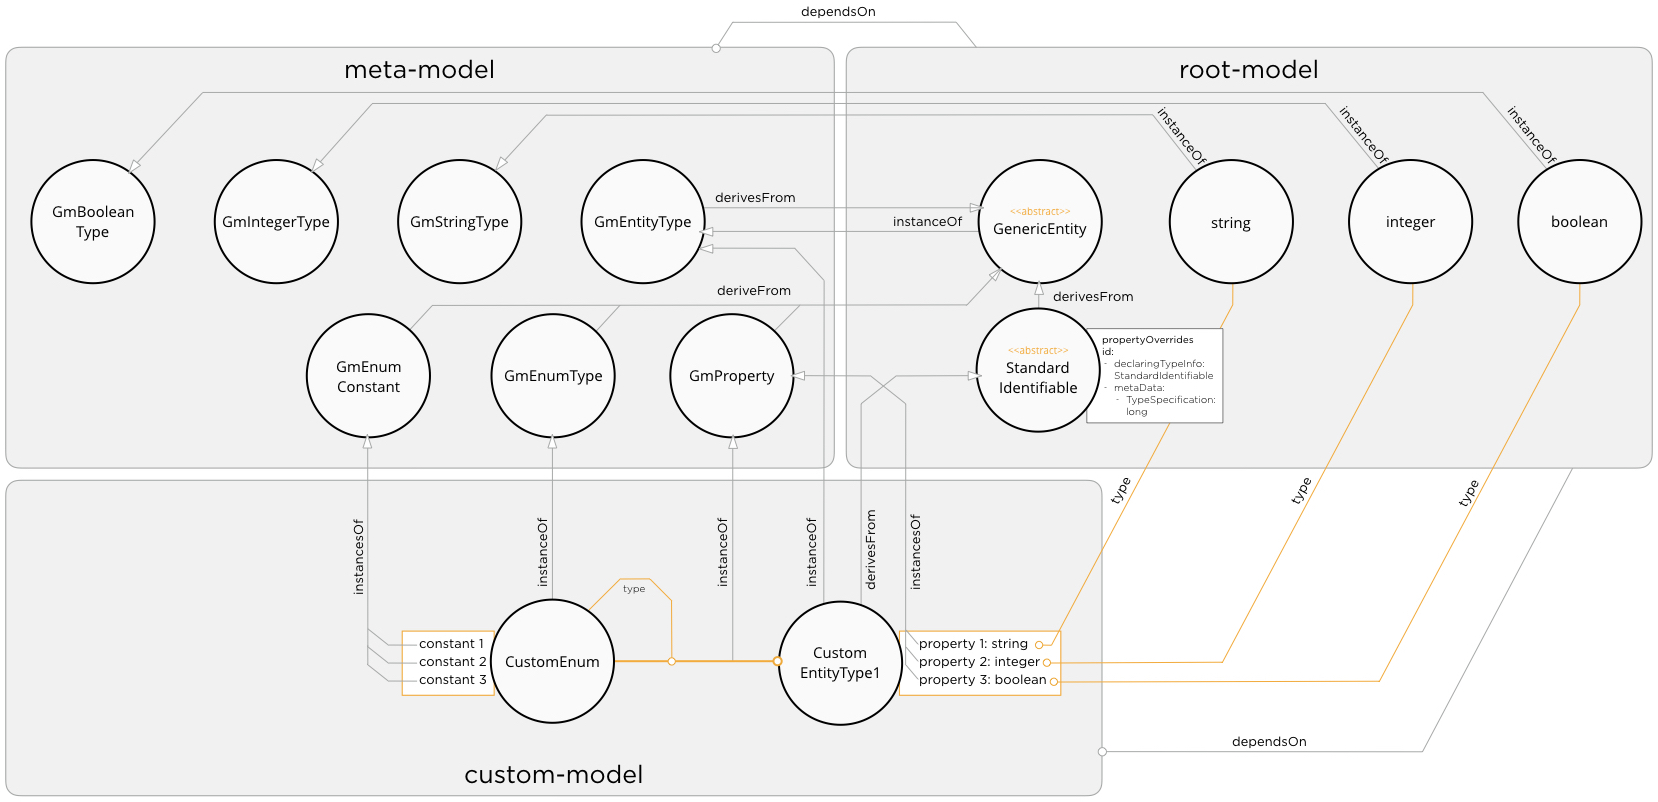 dependsOn
meta-model
root-model
instanceOf
instanceOf
instanceOf
GmBoolean
Type
GmIntegerType
GmStringType
GmEntityType
derivesFrom
instanceOf
<<abstract>>
GenericEntity
string
integer
boolean
deriveFrom
derivesFrom
GmEnum
Constant
GmEnumType
GmProperty
<<abstract>>
Standard
Identifiable
propertyOverrides
id:
- declaringTypeInfo:
StandardIdentifiable
- metaData:
- TypeSpecification:
long
type
type
type
instancesOf
instanceOf
instanceOf
instanceOf
derivesFrom
instancesOf
type
constant 1
constant 2
constant 3
CustomEnum
Custom
EntityType1
property 1: string
property 2: integer
property 3: boolean
dependsOn
custom-model